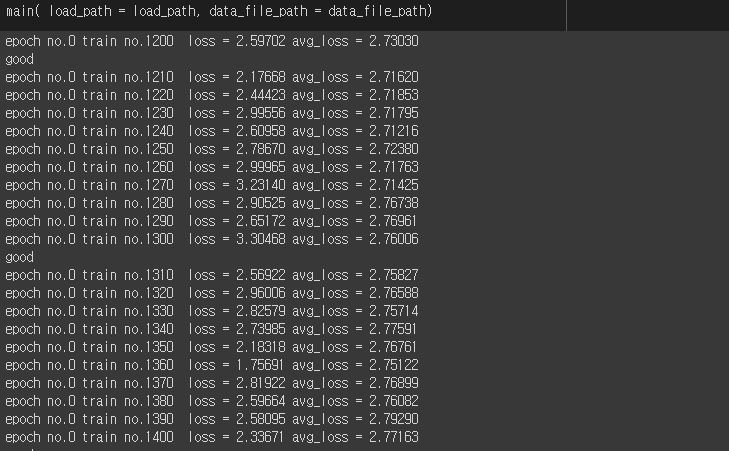 main( load_path = load_path, data_file_path = data_file_path)
epoch no.0 train no.1200  loss = 2.59702 avg_loss = 2.73030
good
epoch no.0 train no.1210  loss = 2.17668 avg_loss = 2.71620
epoch no.0 train no.1220  loss = 2.44423 avg_loss = 2.71853
epoch no.0 train no.1230  loss = 2.99556 avg_loss = 2.71795
epoch no.0 train no.1240  loss = 2.60958 avg_loss = 2.71216
epoch no.0 train no.1250  loss = 2.78670 avg_loss = 2.72380
epoch no.0 train no.1260  loss = 2.99965 avg_loss = 2.71763
epoch no.0 train no.1270  loss = 3.23140 avg_loss = 2.71425
epoch no.0 train no.1280  loss = 2.90525 avg_loss = 2.76738
epoch no.0 train no.1290  loss = 2.65172 avg_loss = 2.76961
epoch no.0 train no.1300  loss = 3.30468 avg_loss = 2.76006
good
epoch no.0 train no.1310  loss = 2.56922 avg_loss = 2.75827
epoch no.0 train no.1320  loss = 2.96006 avg_loss = 2.76588
epoch no.0 train no.1330  loss = 2.82579 avg_loss = 2.75714
epoch no.0 train no.1340  loss = 2.73985 avg_loss = 2.77591
epoch no.0 train no.1350  loss = 2.18318 avg_loss = 2.76761
epoch no.0 train no.1360  loss = 1.75691 avg_loss = 2.75122
epoch no.0 train no.1370  loss = 2.81922 avg_loss = 2.76899
epoch no.0 train no.1380  loss = 2.59664 avg_loss = 2.76082
epoch no.0 train no.1390  loss = 2.58095 avg_loss = 2.79290
epoch no.0 train no.1400  loss = 2.33671 avg_loss = 2.77163